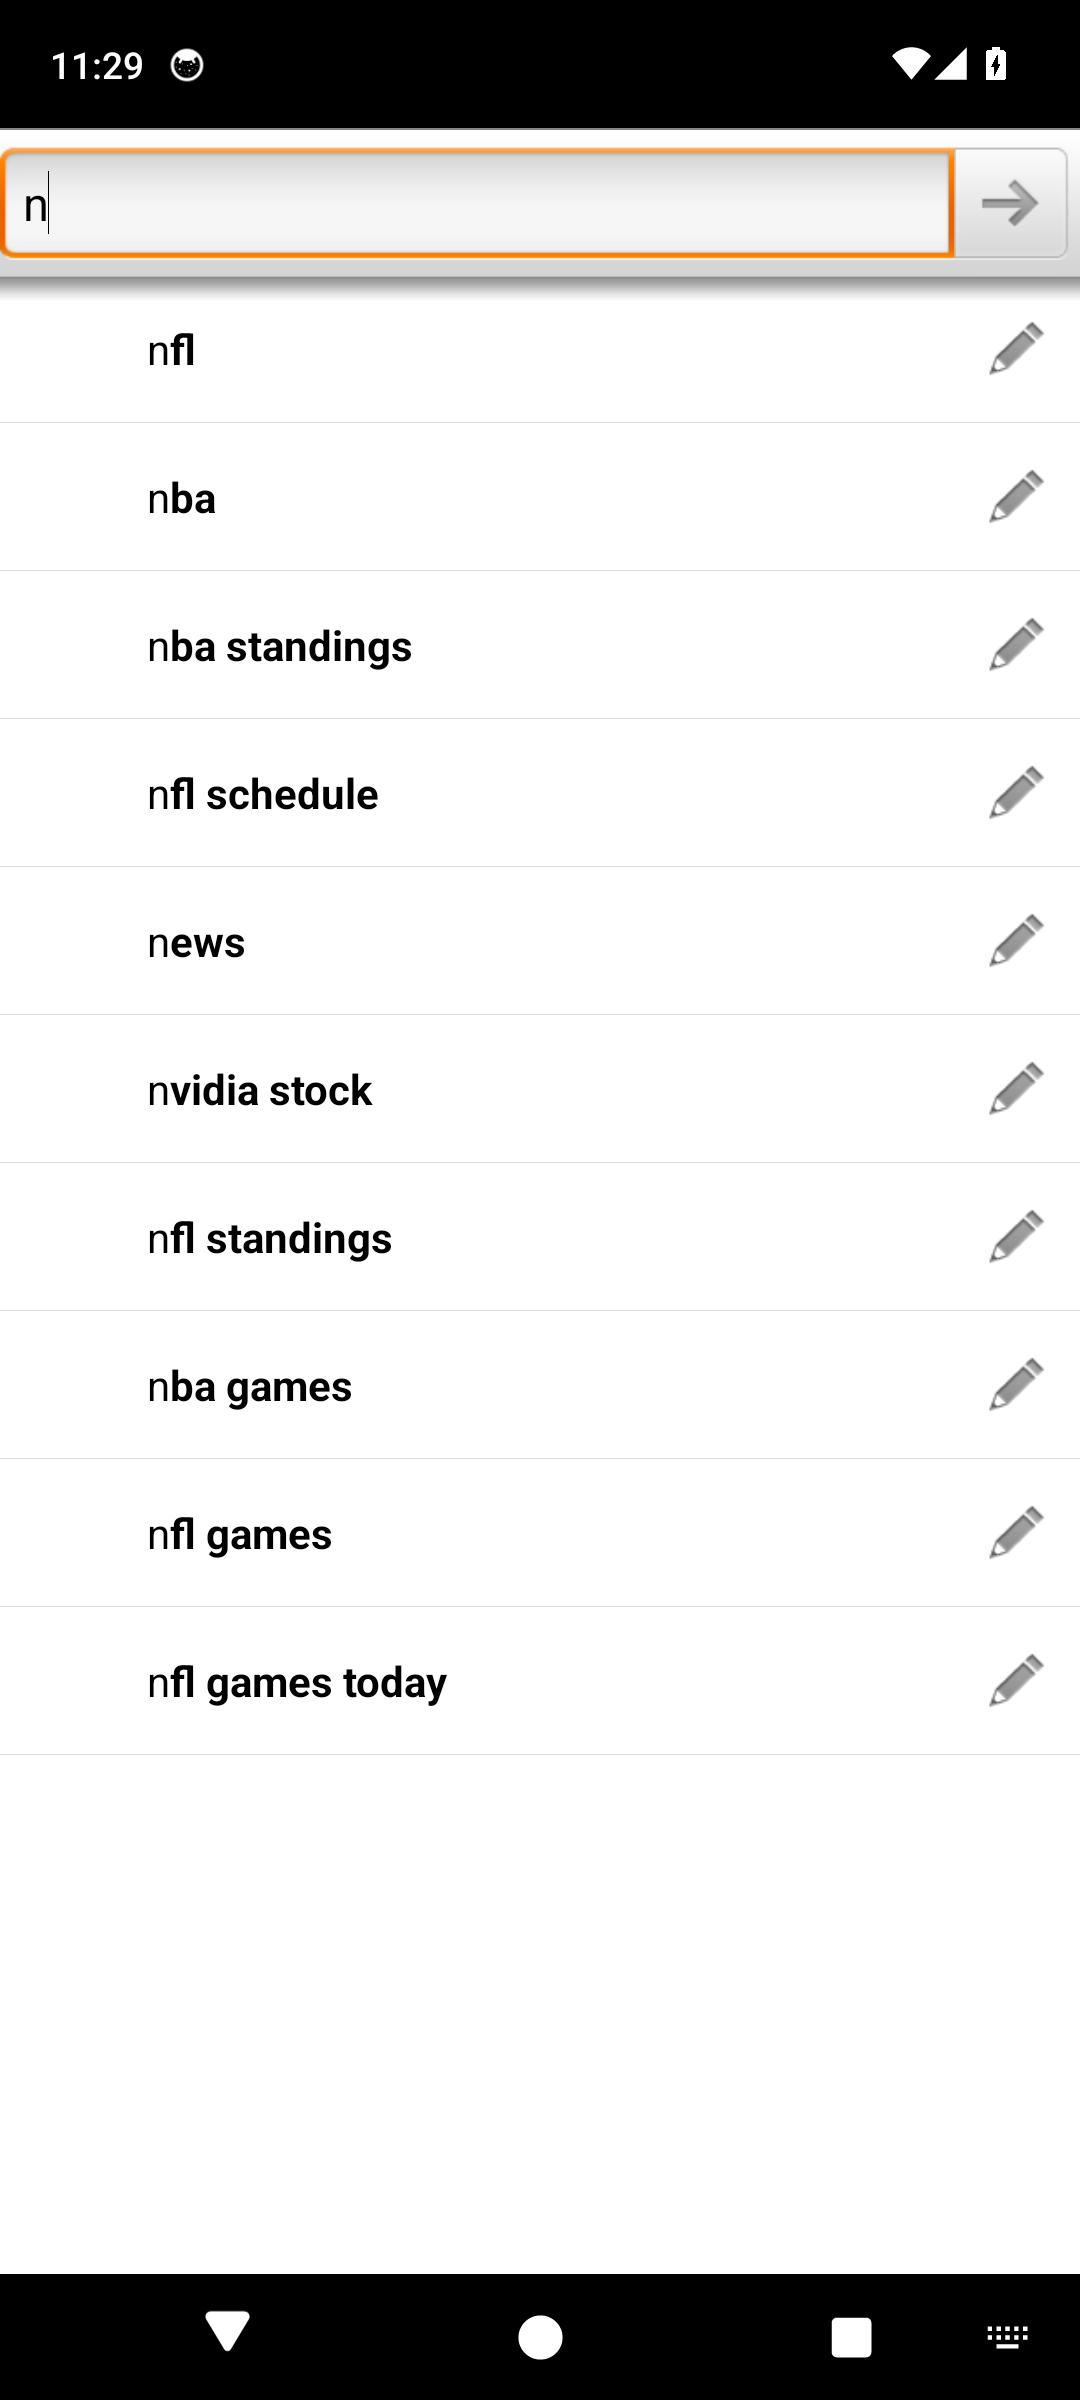 11:29
n
nfl
nba
nba standings
nfl schedule
news
nvidia stock
nfl standings
nba games
nfl games
nfl games today